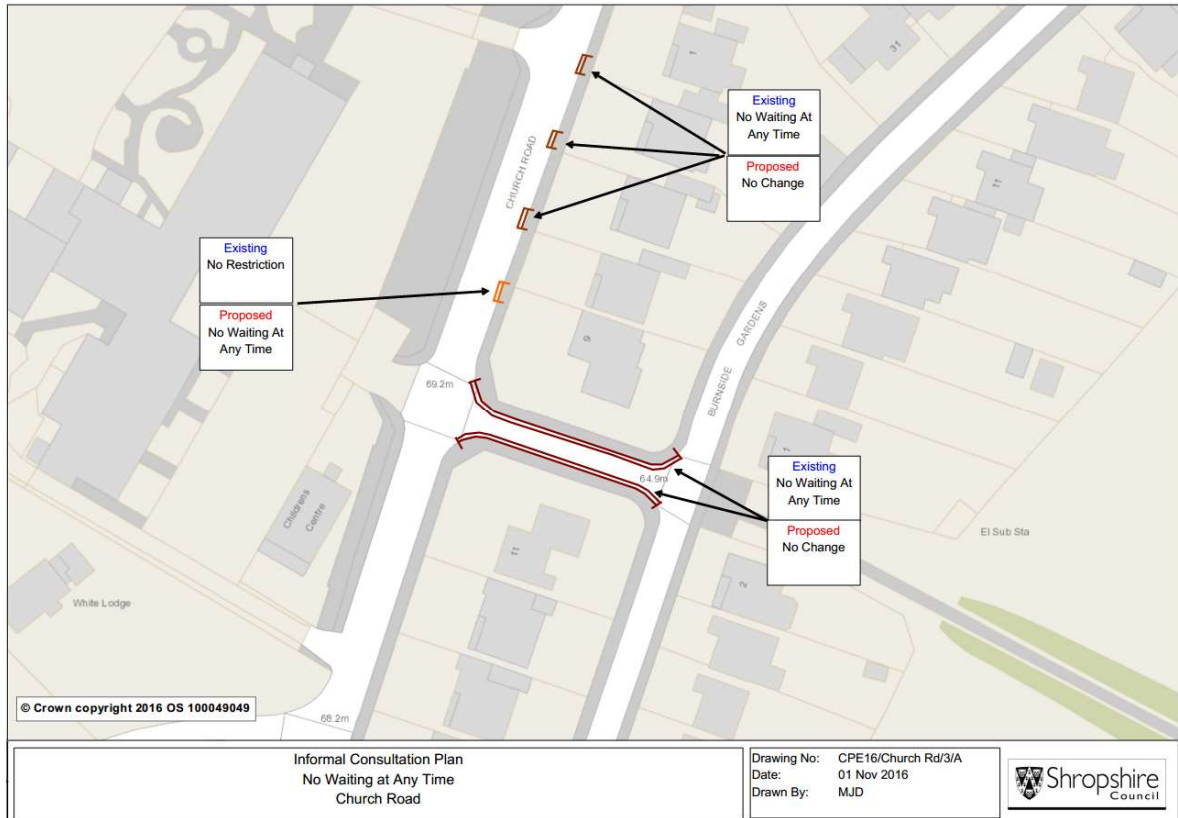 1
31
Existing
No Waiting At
Any Time
Proposed
No Change
CHURCH ROAD
11
Existing
No Restriction
Proposed
No Waiting At
Any Time
9
BURNSIDE GARDENS
69.2m
1
Existing
No Waiting At
Any Time
Proposed
No Change
64.9m
El Sub Sta
Childrens
Centre
11
2
White Lodge
© Crown copyright 2016 OS 100049049
68.2m
Informal Consultation Plan
No Waiting at Any Time
Church Road
Drawing No: CPE16/Church Rd/3/A
Date: 01 Nov 2016
Drawn By: MJD
Shropshire
Council